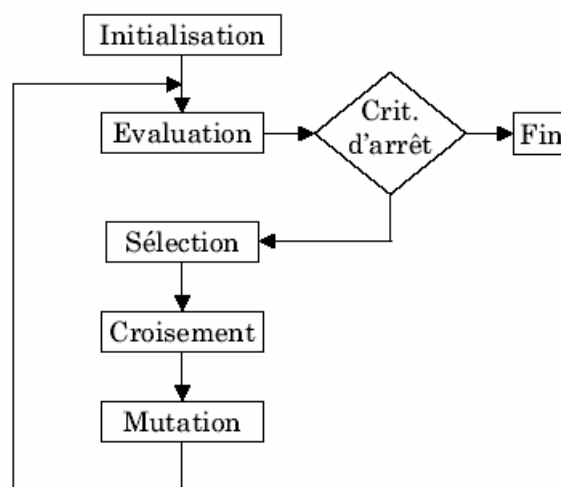 Initialisation
Evaluation
Crit.
d'arrêt
Fin
Sélection
Croisement
Mutation